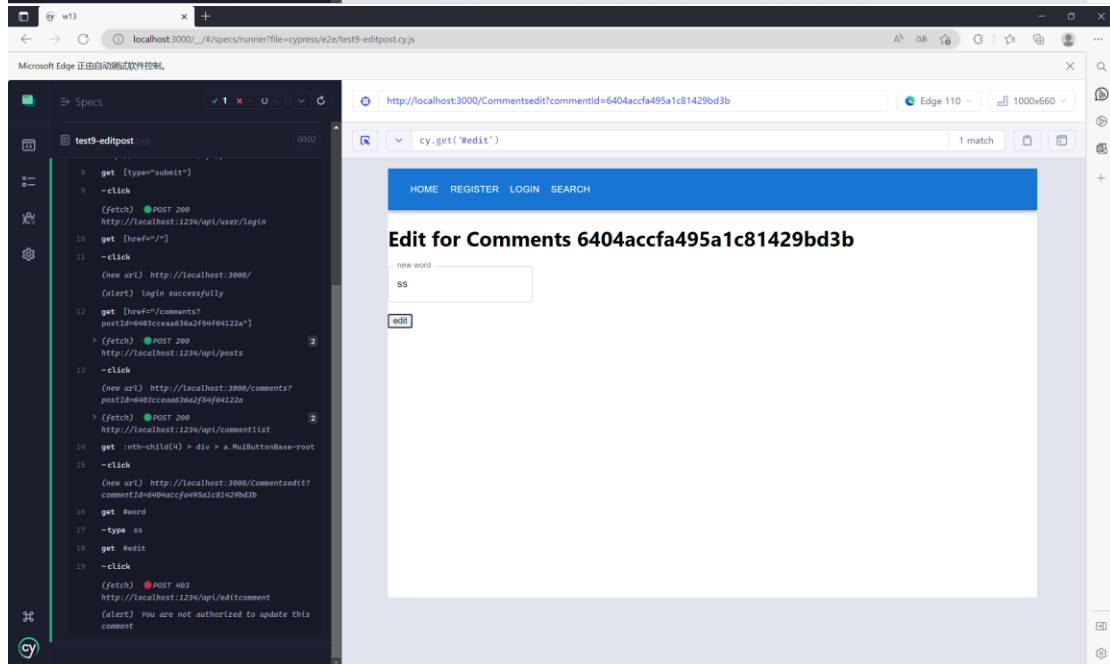 w13
localhost:3000/__/#/specs/runner?file=cypress/e2e/test9-editpost.cy.js
Microsoft Edge 正由自动测试软件控制。
Specs
1
http://localhost:3000/Commentsedit?commentId=6404accfa495a1c81429bd3b
Edge 110
1000x660
test9-editpost.cy.js
00:02
cy.get('#edit')
1 match
8 get [type="submit"]
9 -click
(fetch) POST 200
http://localhost:1234/api/user/login
10 get [href="/"]
11 -click
(new url) http://localhost:3000/
(alert) login successfully
12 get [href="/comments?
postId=6403cceaa636a2f54f64122a"]
(fetch) POST 200 2
http://localhost:1234/api/posts
13 -click
(new url) http://localhost:3000/comments?
postId=6403cceaa636a2f54f64122a
(fetch) POST 200 2
http://localhost:1234/api/commentlist
14 get :nth-child(4) > div > a.MuiButtonBase-root
15 -click
(new url) http://localhost:3000/Commentsedit?
commentId=6404accfa495a1c81429bd3b
16 get #word
17 -type ss
18 get #edit
19 -click
(fetch) POST 403
http://localhost:1234/api/editcomment
(alert) You are not authorized to update this
comment
cy
HOME REGISTER LOGIN SEARCH
Edit for Comments 6404accfa495a1c81429bd3b
new word
ss
edit